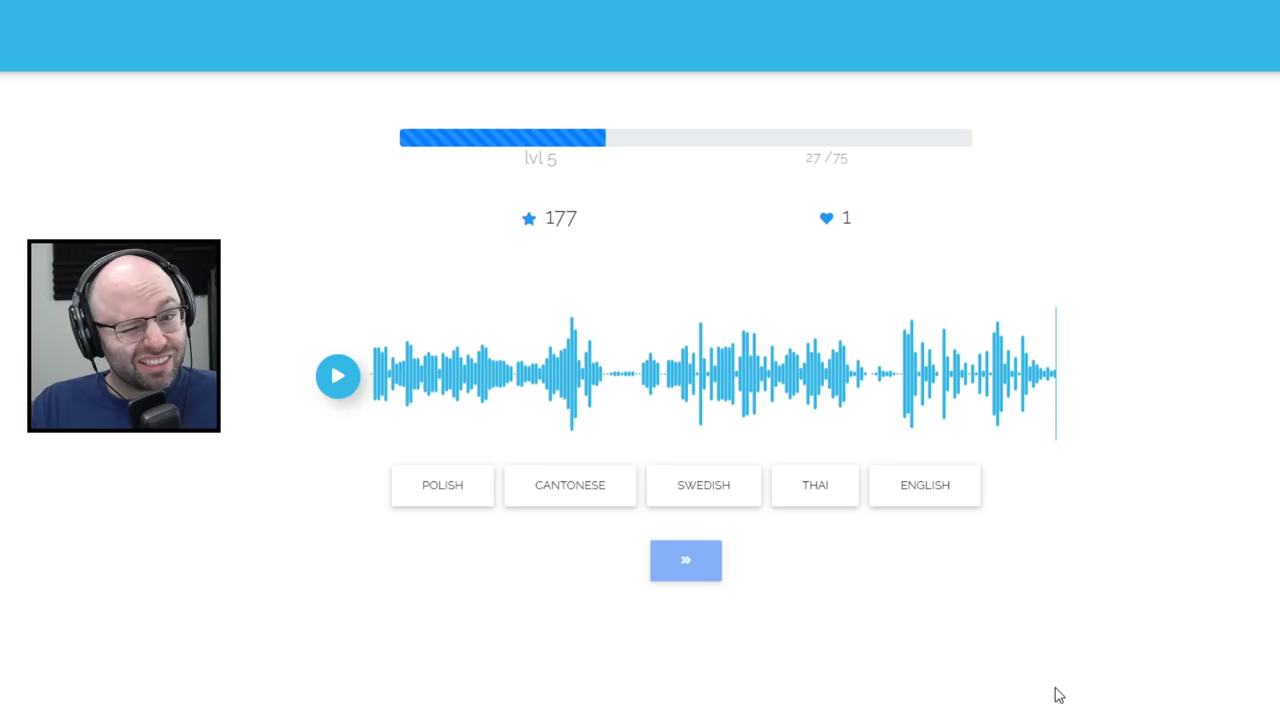 lvl 5
27 /75
177
1
POLISH
CANTONESE
SWEDISH
THAI
ENGLISH
»